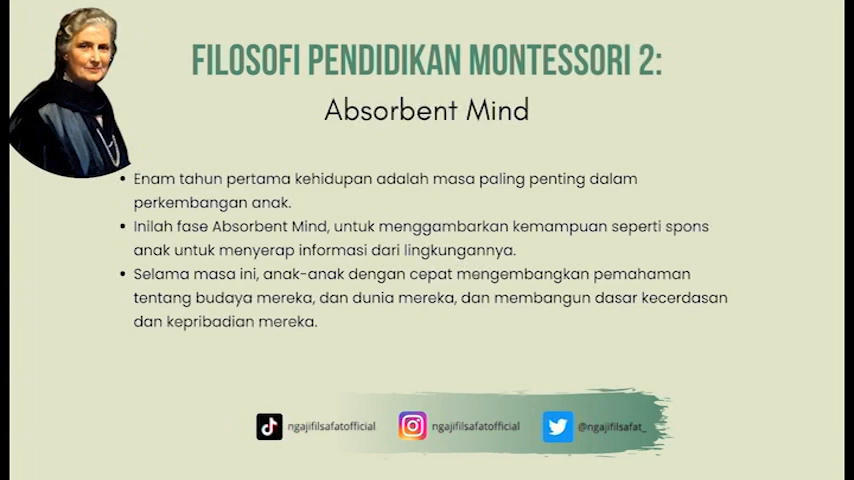 FILOSOFI PENDIDIKAN MONTESSORI 2:
Absorbent Mind
• Enam tahun pertama kehidupan adalah masa paling penting dalam
perkembangan anak.
• Inilah fase Absorbent Mind, untuk menggambarkan kemampuan seperti spons
anak untuk menyerap informasi dari lingkungannya.
• Selama masa ini, anak-anak dengan cepat mengembangkan pemahaman
tentang budaya mereka, dan dunia mereka, dan membangun dasar kecerdasan
dan kepribadian mereka.
ngajifilsafatofficial ngajifilsafatofficial @ngajifilsafat_